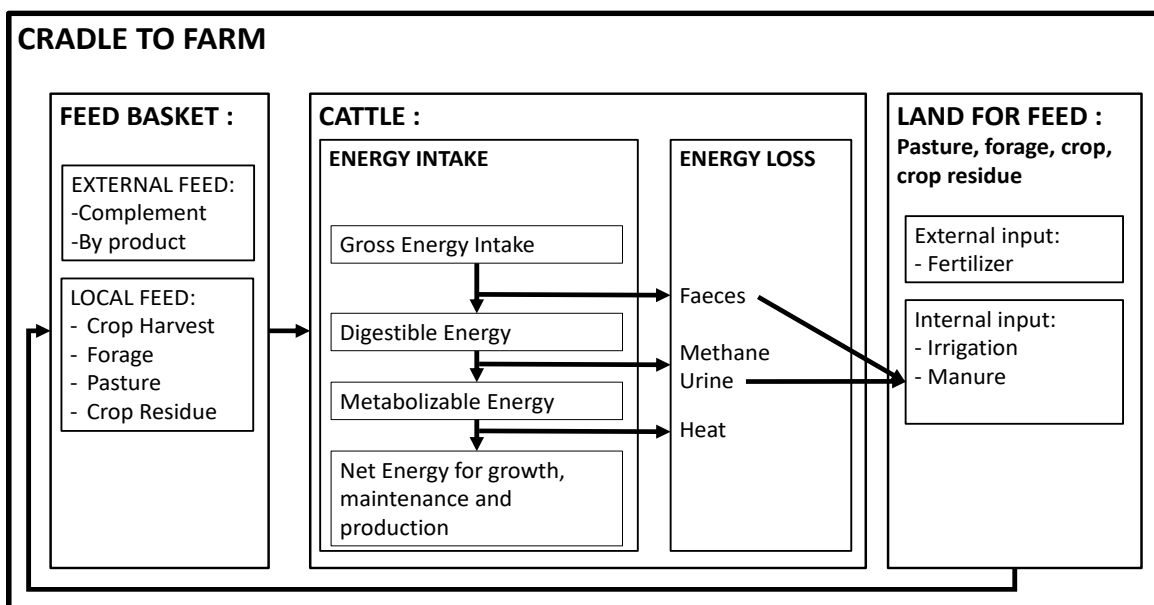 CRADLE TO FARM
FEED BASKET :
EXTERNAL FEED:
-Complement
-By product
LOCAL FEED:
- Crop Harvest
- Forage
- Pasture
- Crop Residue
CATTLE :
ENERGY INTAKE
Gross Energy Intake
Digestible Energy
Metabolizable Energy
Net Energy for growth,
maintenance and
production
ENERGY LOSS
Faeces
Methane
Urine
Heat
LAND FOR FEED :
Pasture, forage, crop,
crop residue
External input:
- Fertilizer
Internal input:
- Irrigation
- Manure